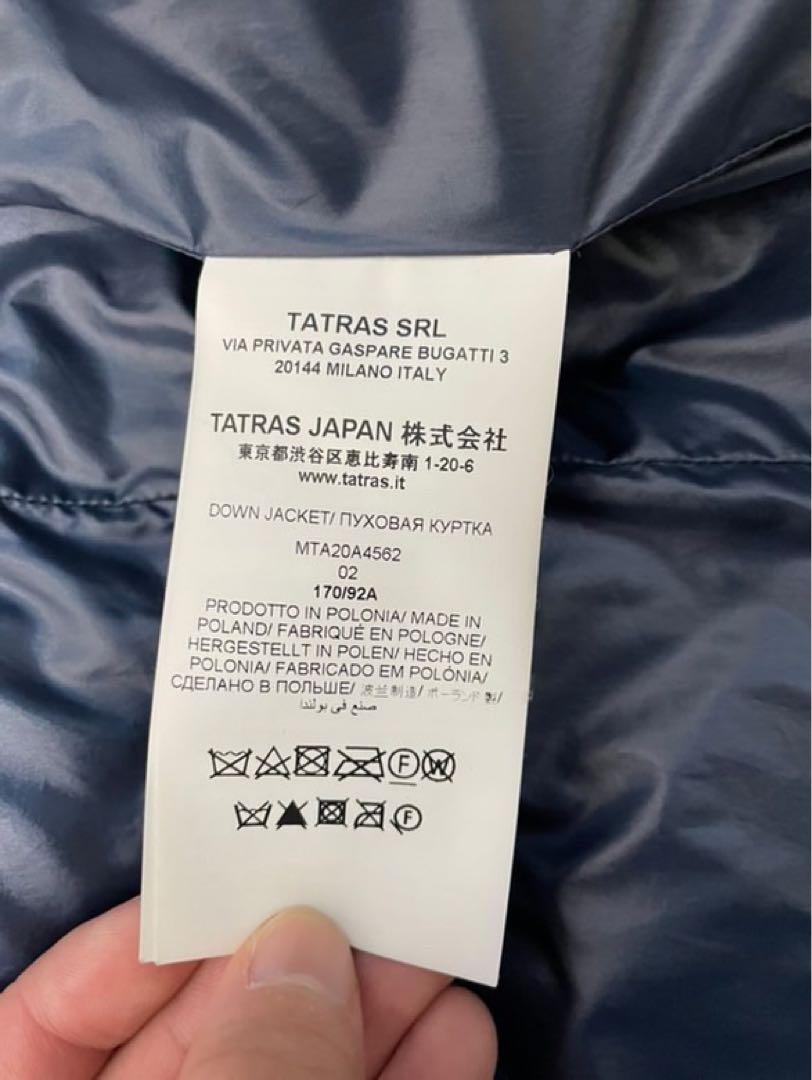 TATRAS SRL
VIA PRIVATA GASPARE BUGATTI 3
20144 MILANO ITALY
TATRAS JAPAN 株式会社
東京都渋谷区恵比寿南 1-20-6
www.tatras.it
DOWN JACKET/ ПУХОВАЯ КУРТКА
MTA20A4562
02
170/92A
PRODOTTO IN POLONIA/ MADE IN
POLAND/ FABRIQUÉ EN POLOGNE/
HERGESTELLT IN POLEN/ HECHO EN
POLONIA/ FABRICADO EM POLÓNIA/
СДЕЛАНО В ПОЛЬШЕ/ 波兰制造/ ポーランド製/
صنع في بولندا
F W
F